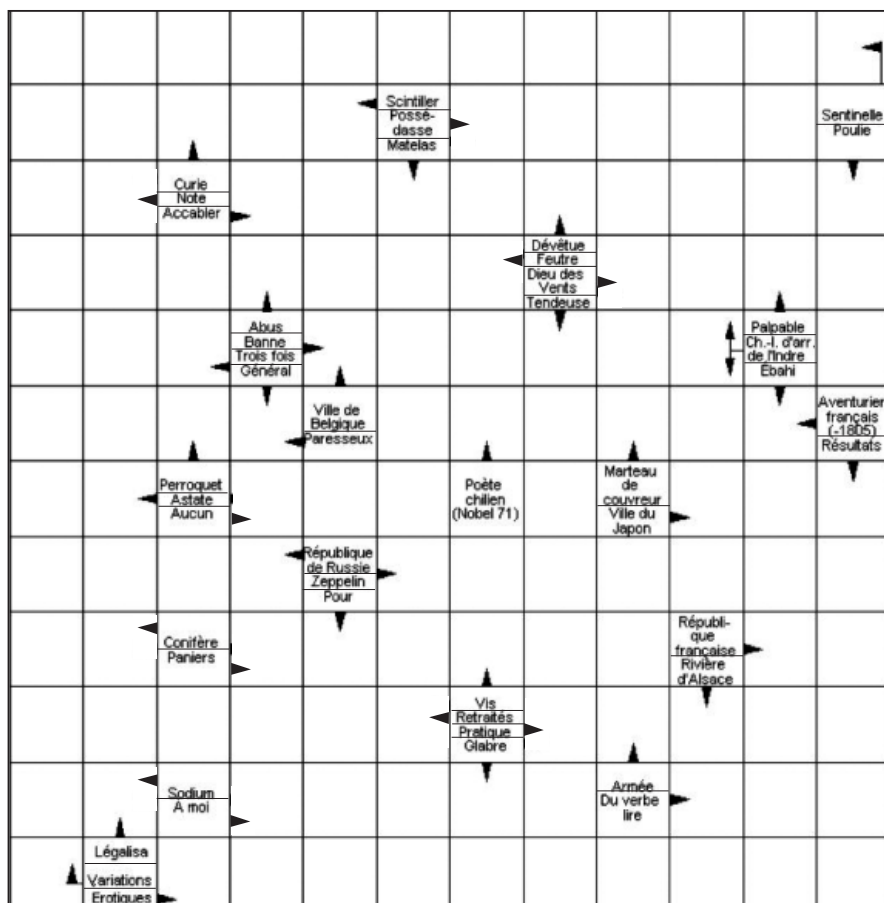 Scintiller
Possé-
dasse
Matelas
Sentinelle
Poulie
Curie
Note
Accabler
Dévêtue
Feutre
Dieu des
Vents
Tendeuse
Abus
Banne
Trois fois
Général
Palpable
Ch.-l. d'arr.
de l'Indre
Ébahi
Ville de
Belgique
Paresseux
Aventurier
français
(-1805)
Résultats
Perroquet
Astate
Aucun
Poète
chilien
(Nobel 71)
Marteau
de
couvreur
Ville du
Japon
République
de Russie
Zeppelin
Pour
Conifère
Paniers
Républi-
que
française
Rivière
d'Alsace
Vis
Retraités
Pratique
Glabre
Sodium
A moi
Armée
Du verbe
lire
Légalisa
Variations
Erotiques